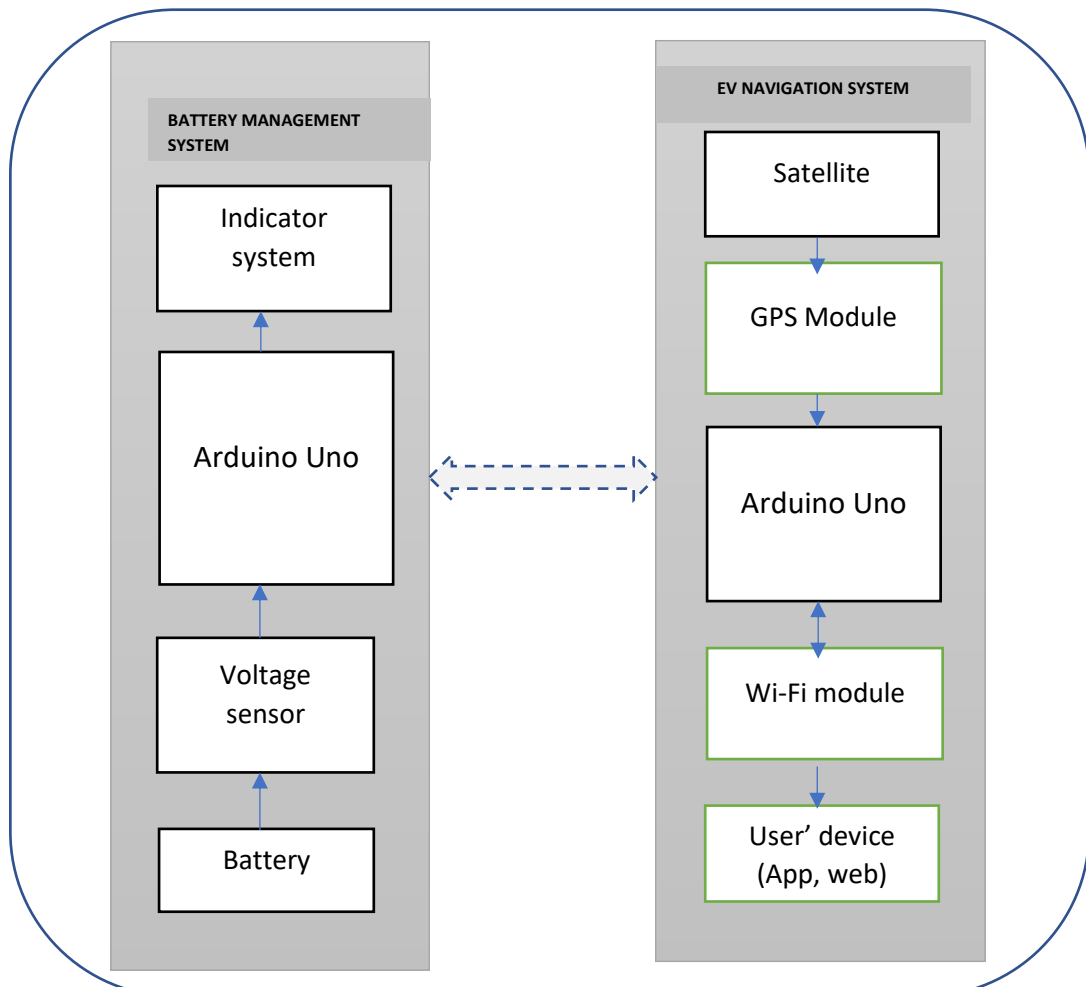 BATTERY MANAGEMENT
SYSTEM
Indicator
system
Arduino Uno
Voltage
sensor
Battery
EV NAVIGATION SYSTEM
Satellite
GPS Module
Arduino Uno
Wi-Fi module
User’ device
(App, web)